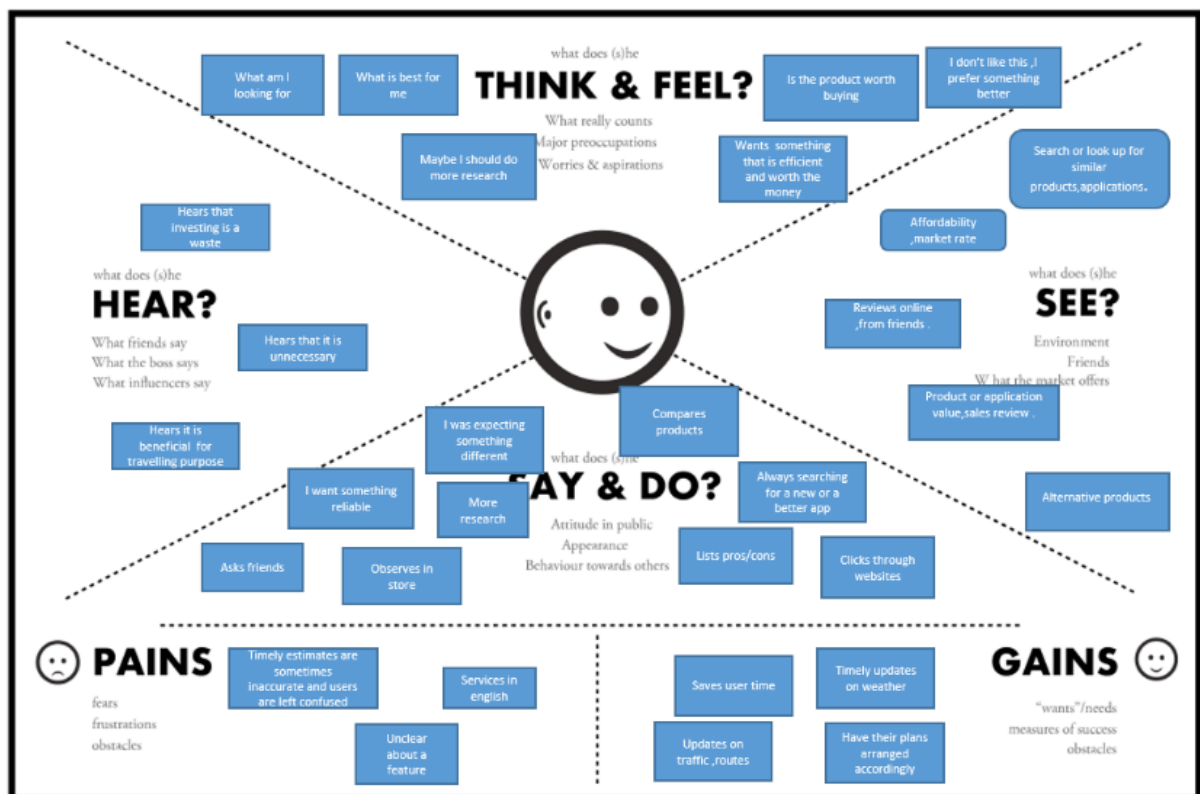 what does (s)he
THINK & FEEL?
What really counts
Major preoccupations
Worries & aspirations
What am I
looking for
What is best for
me
Maybe I should do
more research
Is the product worth
buying
I don't like this ,I
prefer something
better
Wants something
that is efficient
and worth the
money
Search or look up for
similar
products,applications.
Affordability
,market rate
Hears that
investing is a
waste
what does (s)he
HEAR?
What friends say
What the boss says
What influencers say
Hears that it is
unnecessary
Hears it is
beneficial for
travelling purpose
what does (s)he
SEE?
Environment
Friends
W hat the market offers
Reviews online
,from friends .
Product or application
value,sales review .
Alternative products
I was expecting
something
different
Compares
products
what does (s)he
SAY & DO?
Attitude in public
Appearance
Behaviour towards others
I want something
reliable
More
research
Always searching
for a new or a
better app
Asks friends
Observes in
store
Lists pros/cons
Clicks through
websites
PAINS
fears
frustrations
obstacles
Timely estimates are
sometimes
inaccurate and users
are left confused
Services in
english
Unclear
about a
feature
Saves user time
Timely updates
on weather
Updates on
traffic ,routes
Have their plans
arranged
accordingly
GAINS
"wants"/needs
measures of success
obstacles